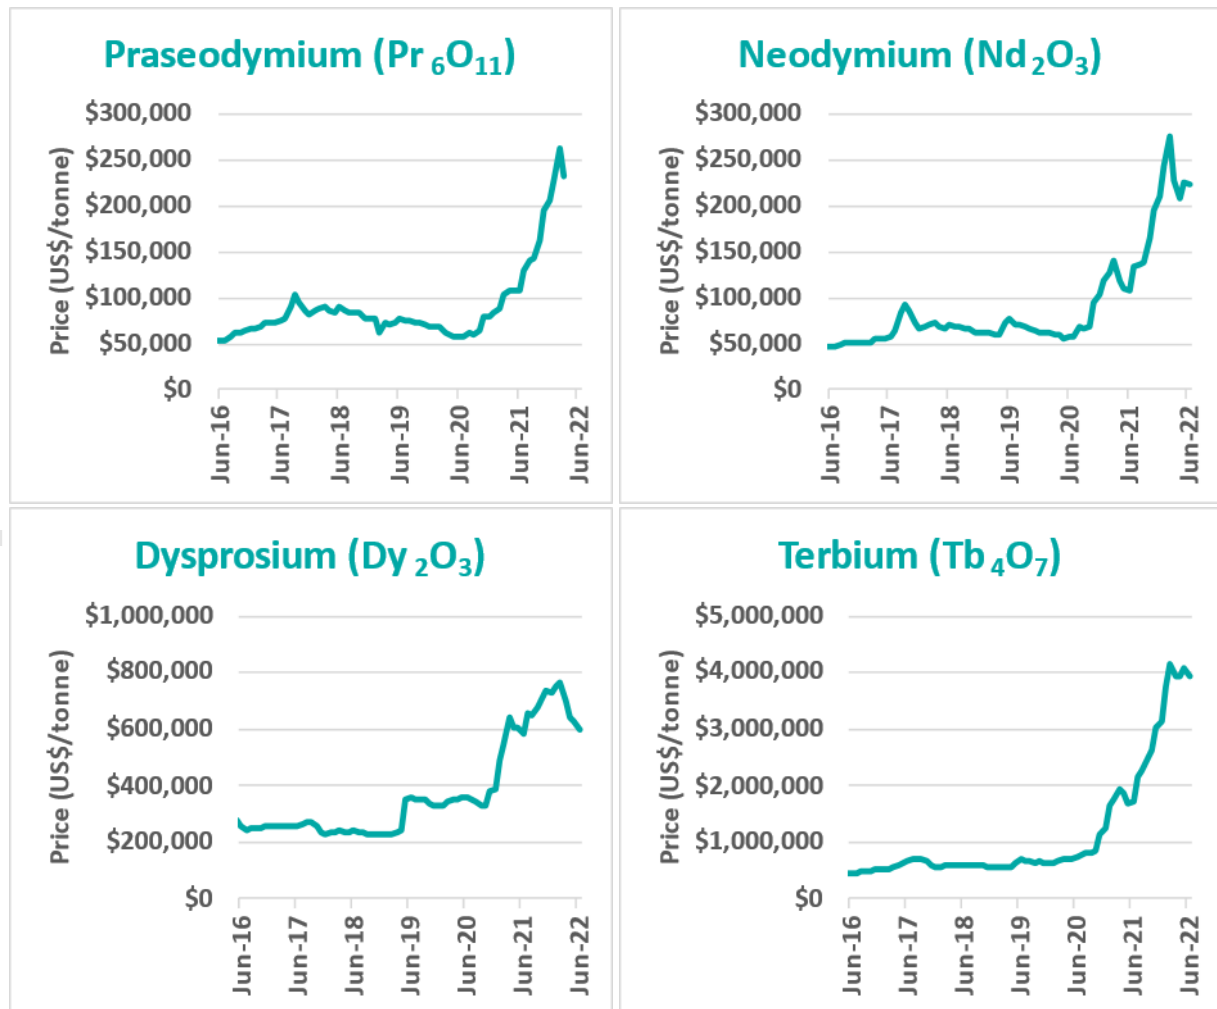 Praseodymium (Pr₆O₁₁)
Price (US$/tonne)
$300,000
$250,000
$200,000
$150,000
$100,000
$50,000
$0
Jun-16
Jun-17
Jun-18
Jun-19
Jun-20
Jun-21
Jun-22
Neodymium (Nd₂O₃)
Price (US$/tonne)
$300,000
$250,000
$200,000
$150,000
$100,000
$50,000
$0
Jun-16
Jun-17
Jun-18
Jun-19
Jun-20
Jun-21
Jun-22
Dysprosium (Dy₂O₃)
Price (US$/tonne)
$1,000,000
$800,000
$600,000
$400,000
$200,000
$0
Jun-16
Jun-17
Jun-18
Jun-19
Jun-20
Jun-21
Jun-22
Terbium (Tb₄O₇)
Price (US$/tonne)
$5,000,000
$4,000,000
$3,000,000
$2,000,000
$1,000,000
$0
Jun-16
Jun-17
Jun-18
Jun-19
Jun-20
Jun-21
Jun-22